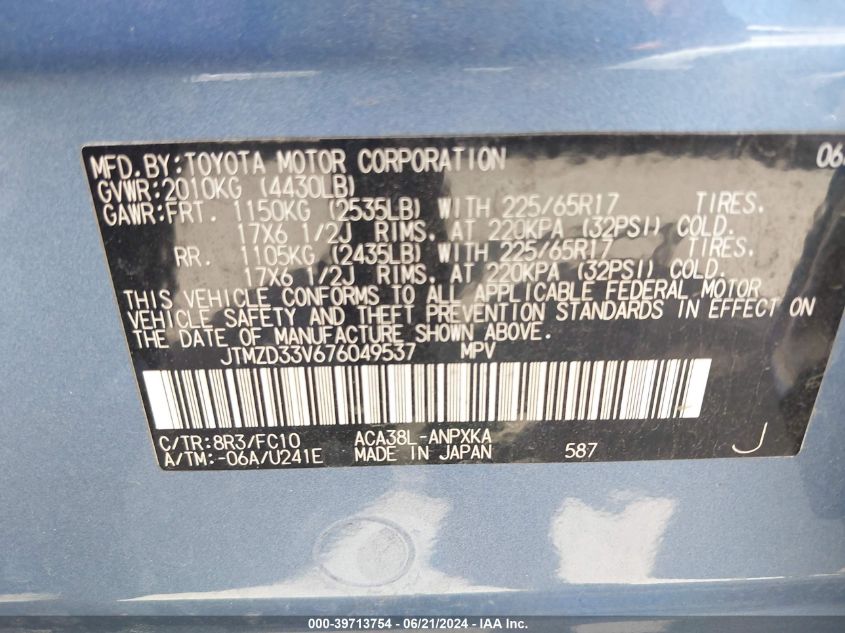 MFD.BY:TOYOTA MOTOR CORPORATION
GVWR:2010KG (4430LB)
GAWR:FRT. 1150KG (2535LB) WITH 225/65R17 TIRES.
17X6 1/2J RIMS. AT 220KPA (32PSI) COLD.
RR. 1105KG (2435LB) WITH 225/65R17 TIRES.
17X6 1/2J RIMS. AT 220KPA (32PSI) COLD.
THIS VEHICLE CONFORMS TO ALL APPLICABLE FEDERAL MOTOR
VEHICLE SAFETY AND THEFT PREVENTION STANDARDS IN EFFECT ON
THE DATE OF MANUFACTURE SHOWN ABOVE.
JTMZD33V676049537 MPV
C/TR:8R3/FC10 ACA38L-ANPXKA
A/TM:-06A/U241E MADE IN JAPAN 587 J
000-39713754 - 06/21/2024 - IAA Inc.